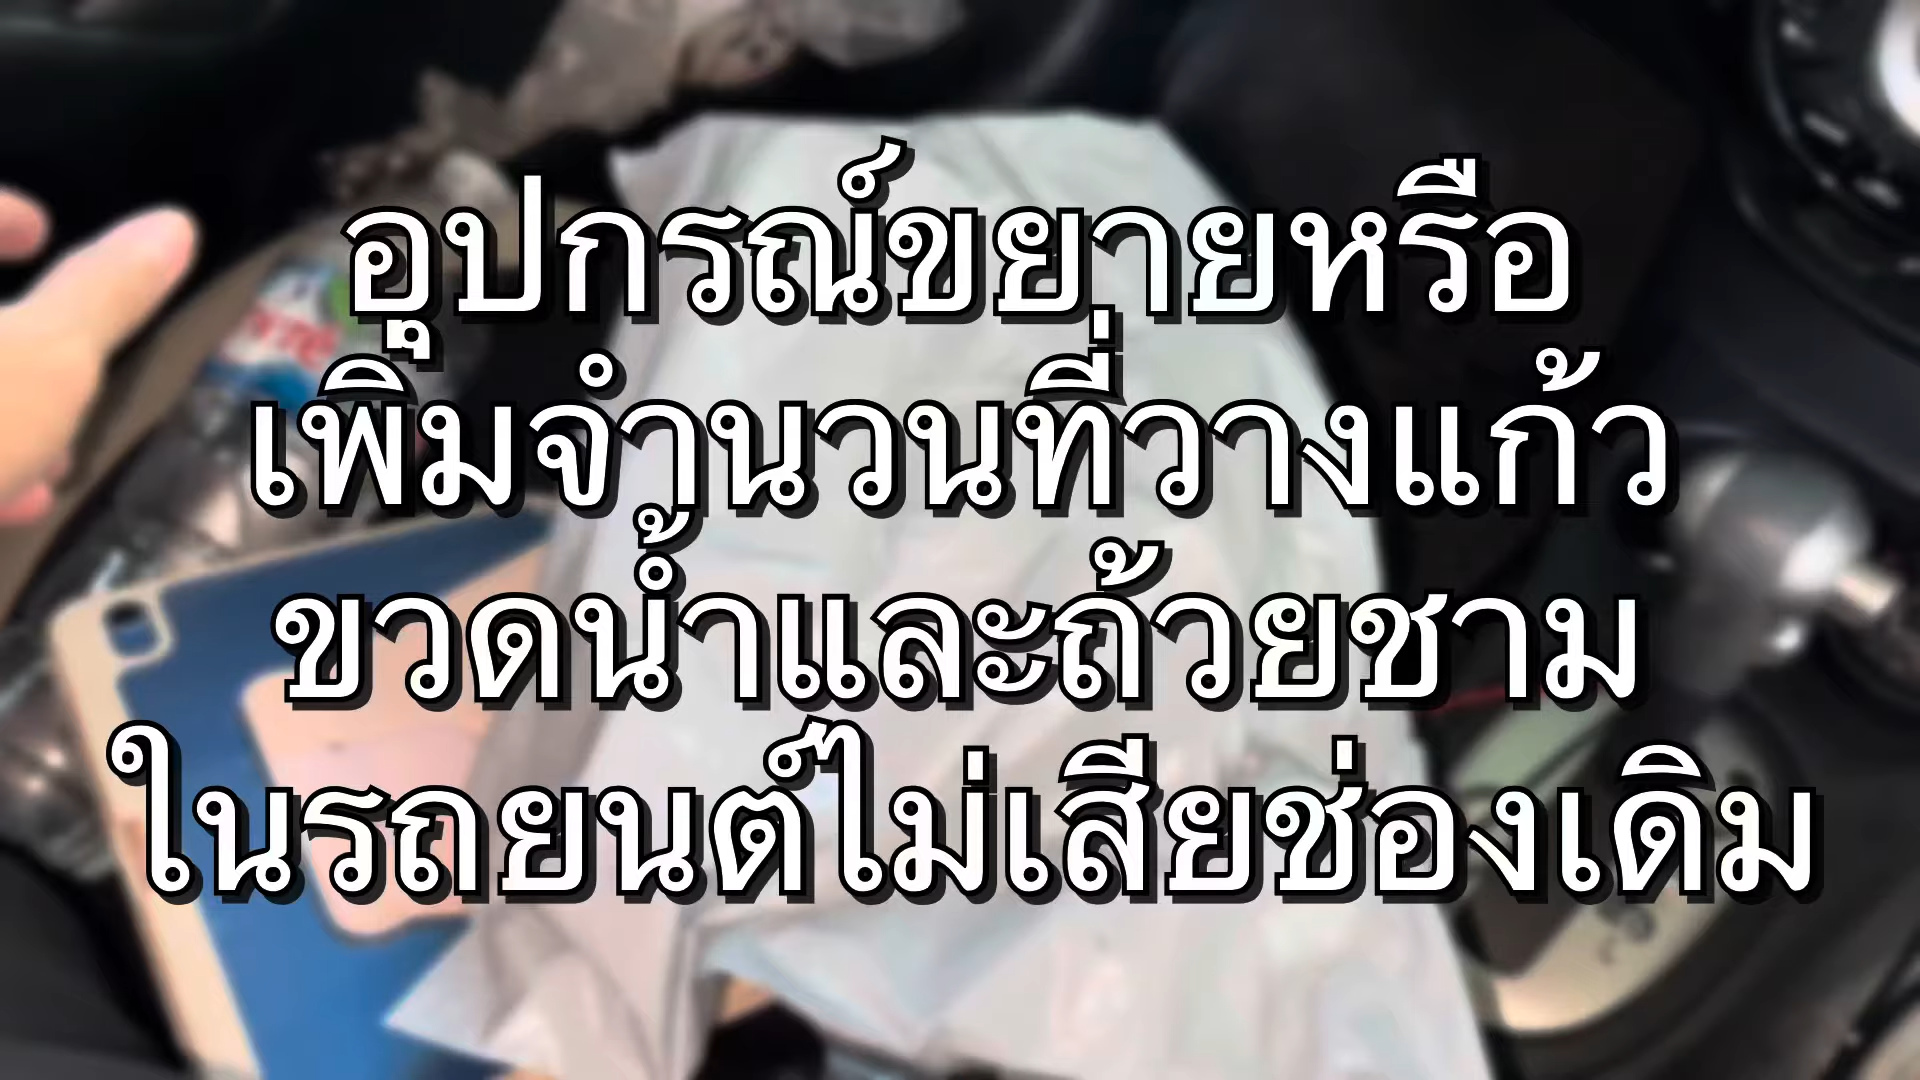 อุปกรณ์ขยายหรือ
เพิ่มจำนวนที่วางแก้ว
ขวดน้ำและถ้วยชาม
ในรถยนต์ไม่เสียช่องเดิม